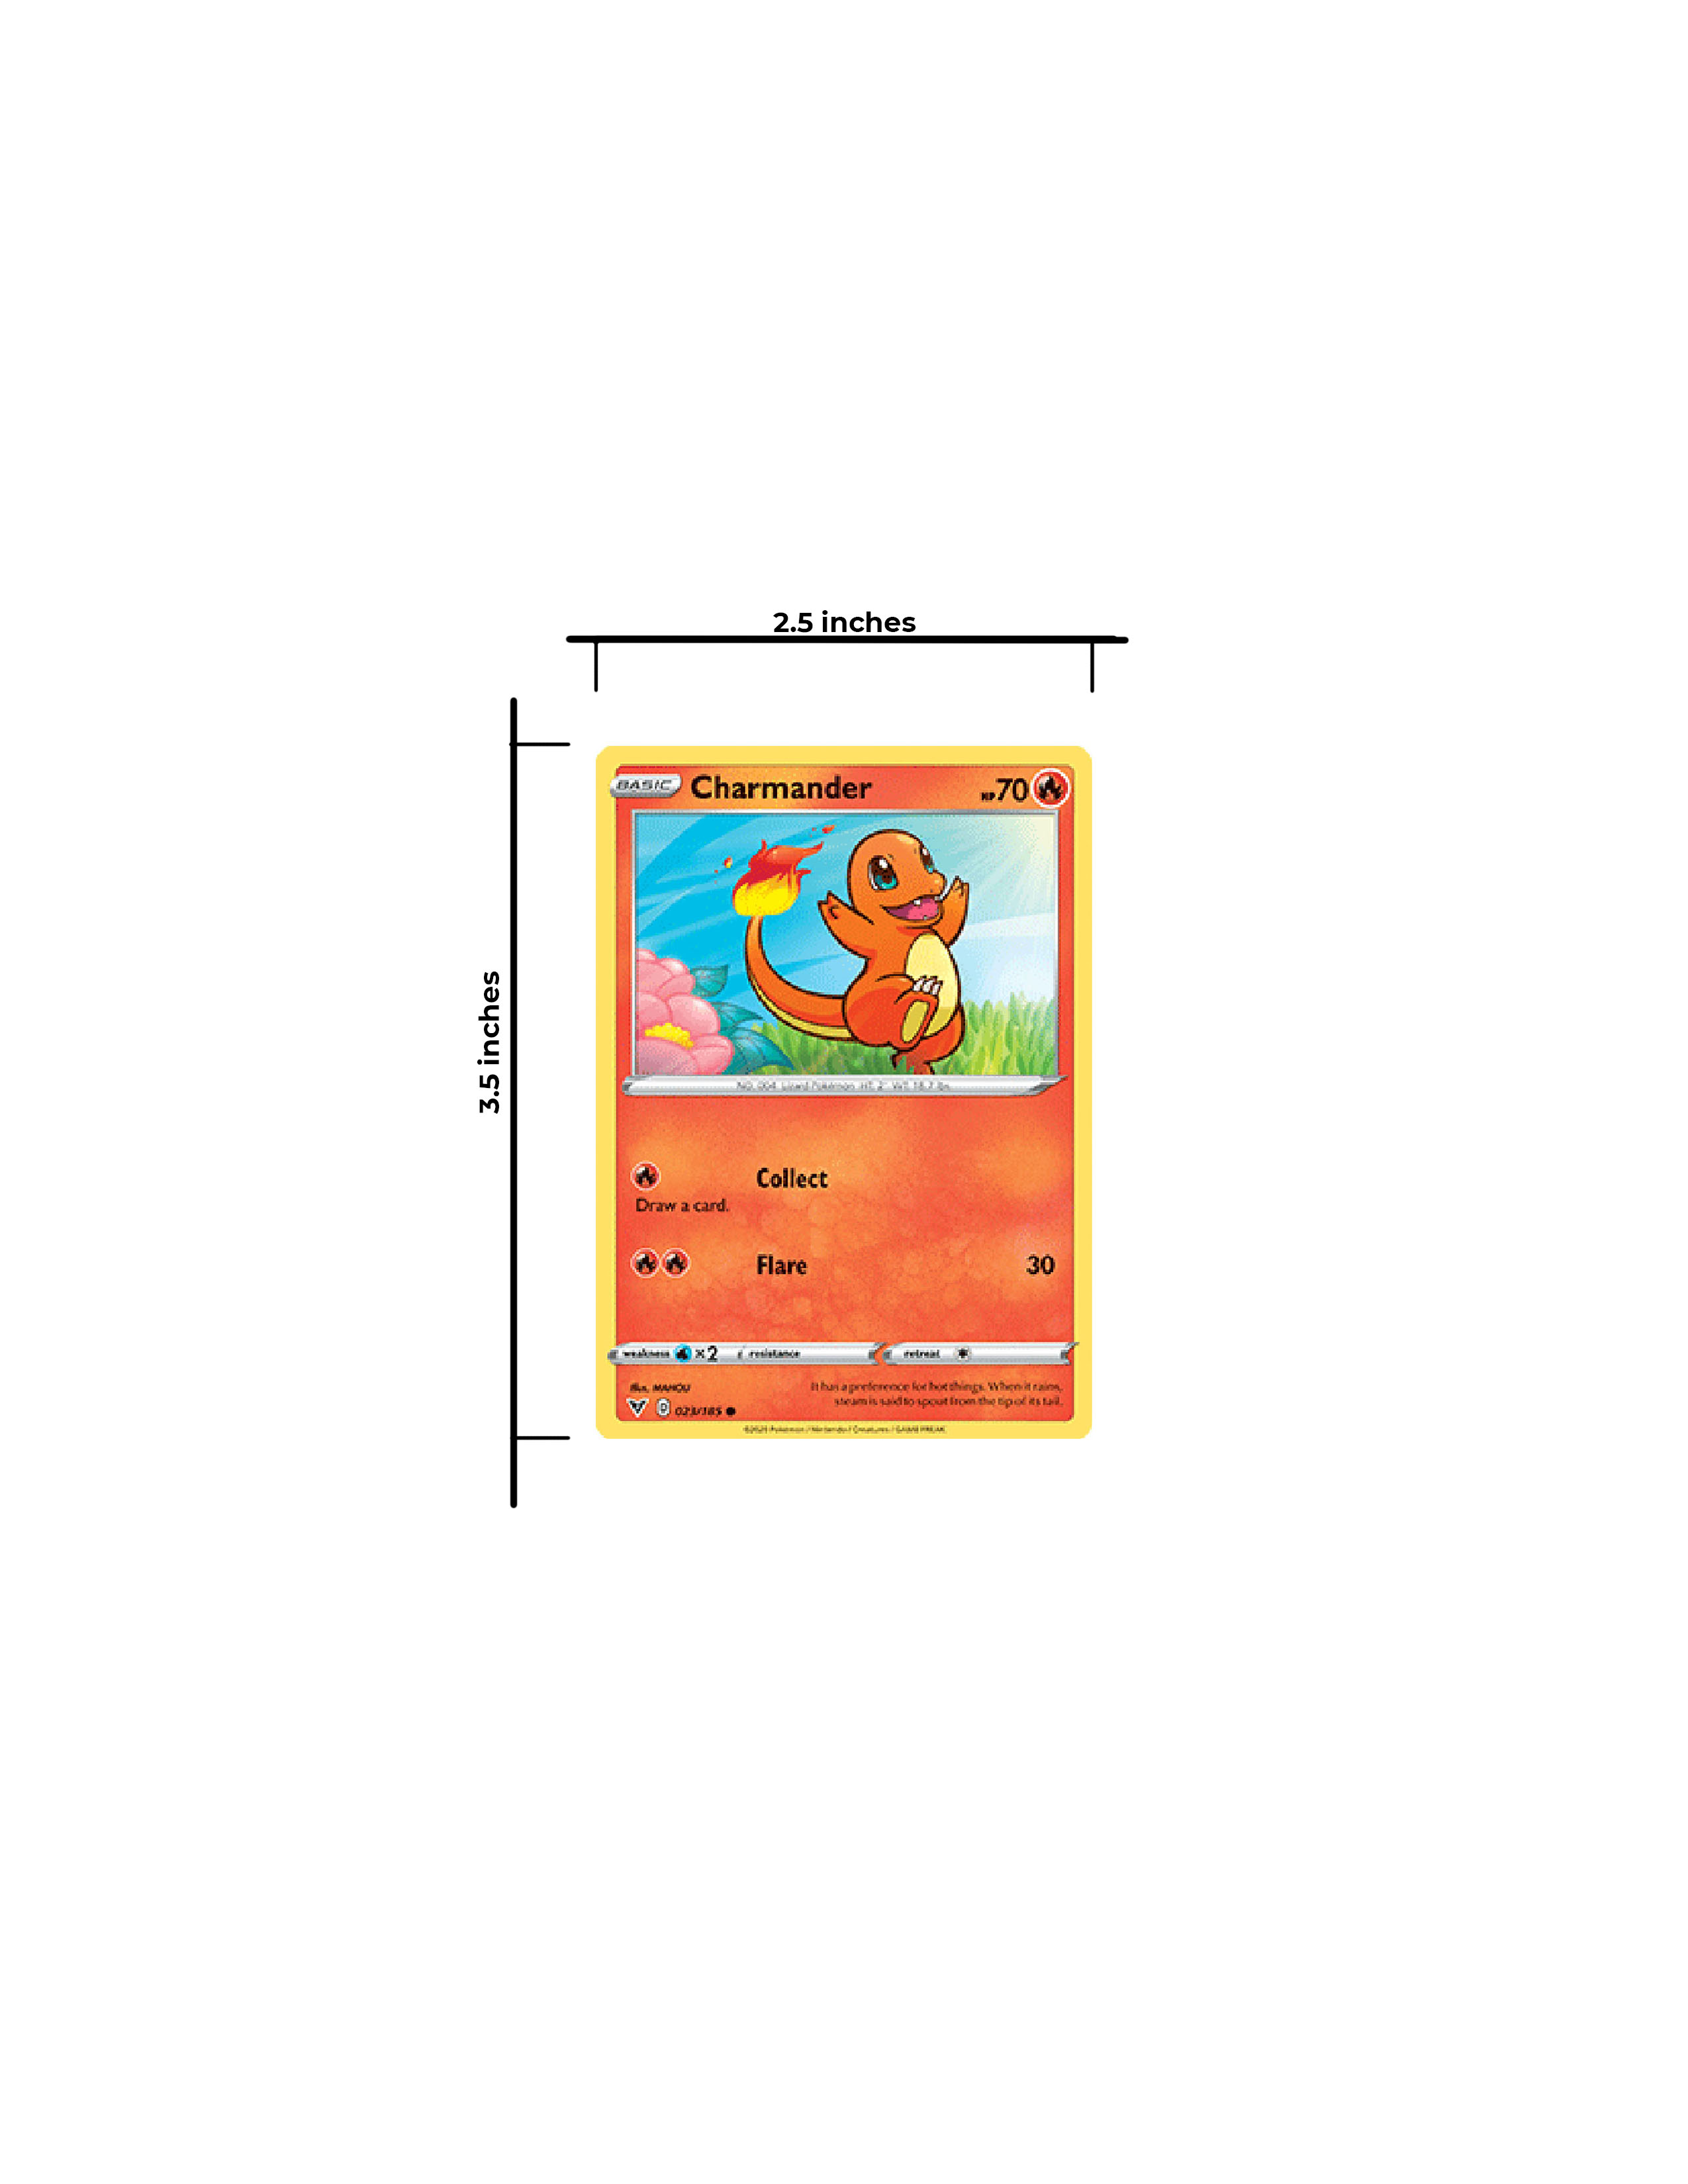 2.5 inches
3.5 inches
BASIC Charmander HP70
NO. 004 Lizard Pokémon HT: 2' WT: 18.7 lbs.
Collect
Draw a card.
Flare 30
weakness ×2 resistance retreat
Illus. MAHOU
It has a preference for hot things. When it rains,
steam is said to spout from the tip of its tail.
D 023/185
©2020 Pokémon / Nintendo / Creatures / GAME FREAK